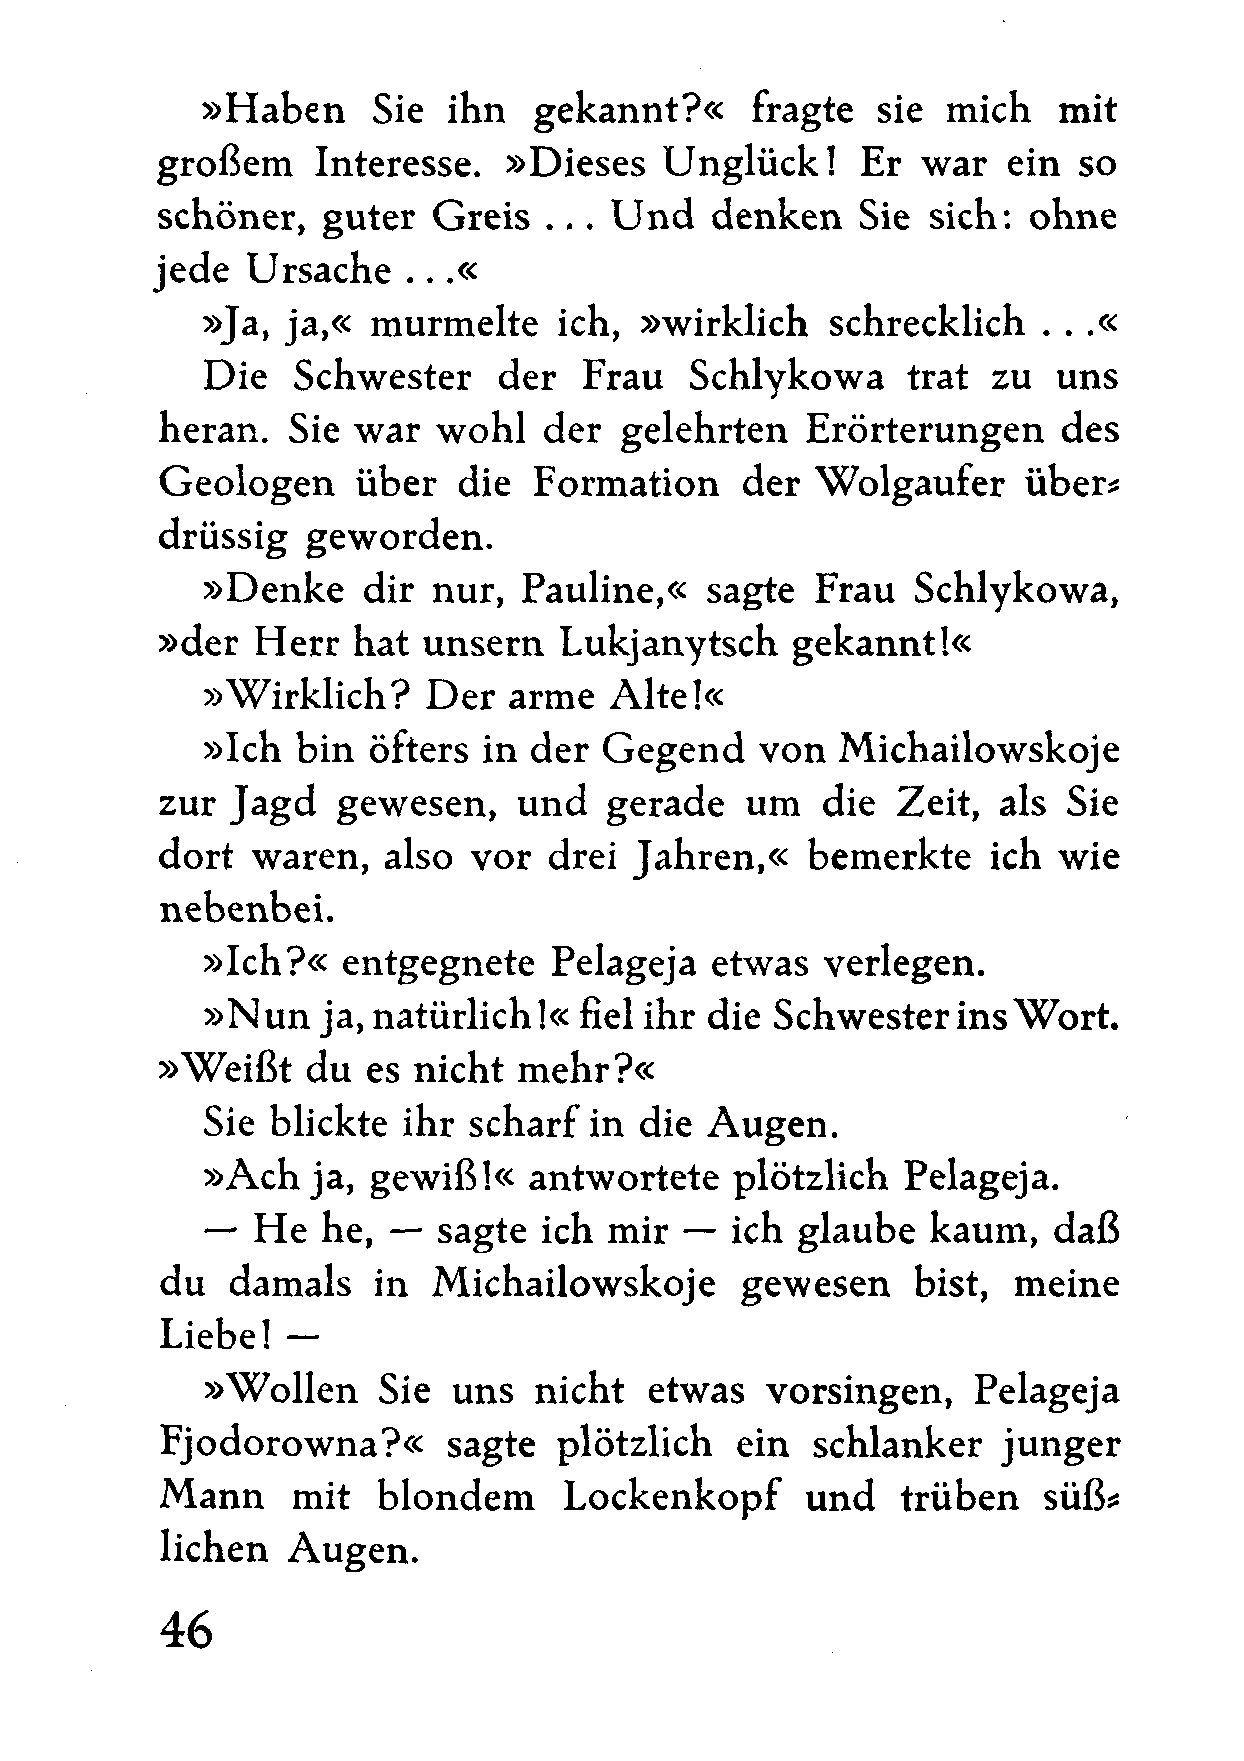 »Haben Sie ihn gekannt?« fragte sie mich mit
großem Interesse. »Dieses Unglück! Er war ein so
schöner, guter Greis ... Und denken Sie sich: ohne
jede Ursache ...«
»Ja, ja,« murmelte ich, »wirklich schrecklich ...«
Die Schwester der Frau Schlykowa trat zu uns
heran. Sie war wohl der gelehrten Erörterungen des
Geologen über die Formation der Wolgaufer über⸗
drüssig geworden.
»Denke dir nur, Pauline,« sagte Frau Schlykowa,
»der Herr hat unsern Lukjanytsch gekannt!«
»Wirklich? Der arme Alte!«
»Ich bin öfters in der Gegend von Michailowskoje
zur Jagd gewesen, und gerade um die Zeit, als Sie
dort waren, also vor drei Jahren,« bemerkte ich wie
nebenbei.
»Ich?« entgegnete Pelageja etwas verlegen.
»Nun ja, natürlich!« fiel ihr die Schwester ins Wort.
»Weißt du es nicht mehr?«
Sie blickte ihr scharf in die Augen.
»Ach ja, gewiß!« antwortete plötzlich Pelageja.
— He he, — sagte ich mir — ich glaube kaum, daß
du damals in Michailowskoje gewesen bist, meine
Liebe! —
»Wollen Sie uns nicht etwas vorsingen, Pelageja
Fjodorowna?« sagte plötzlich ein schlanker junger
Mann mit blondem Lockenkopf und trüben süß⸗
lichen Augen.
46